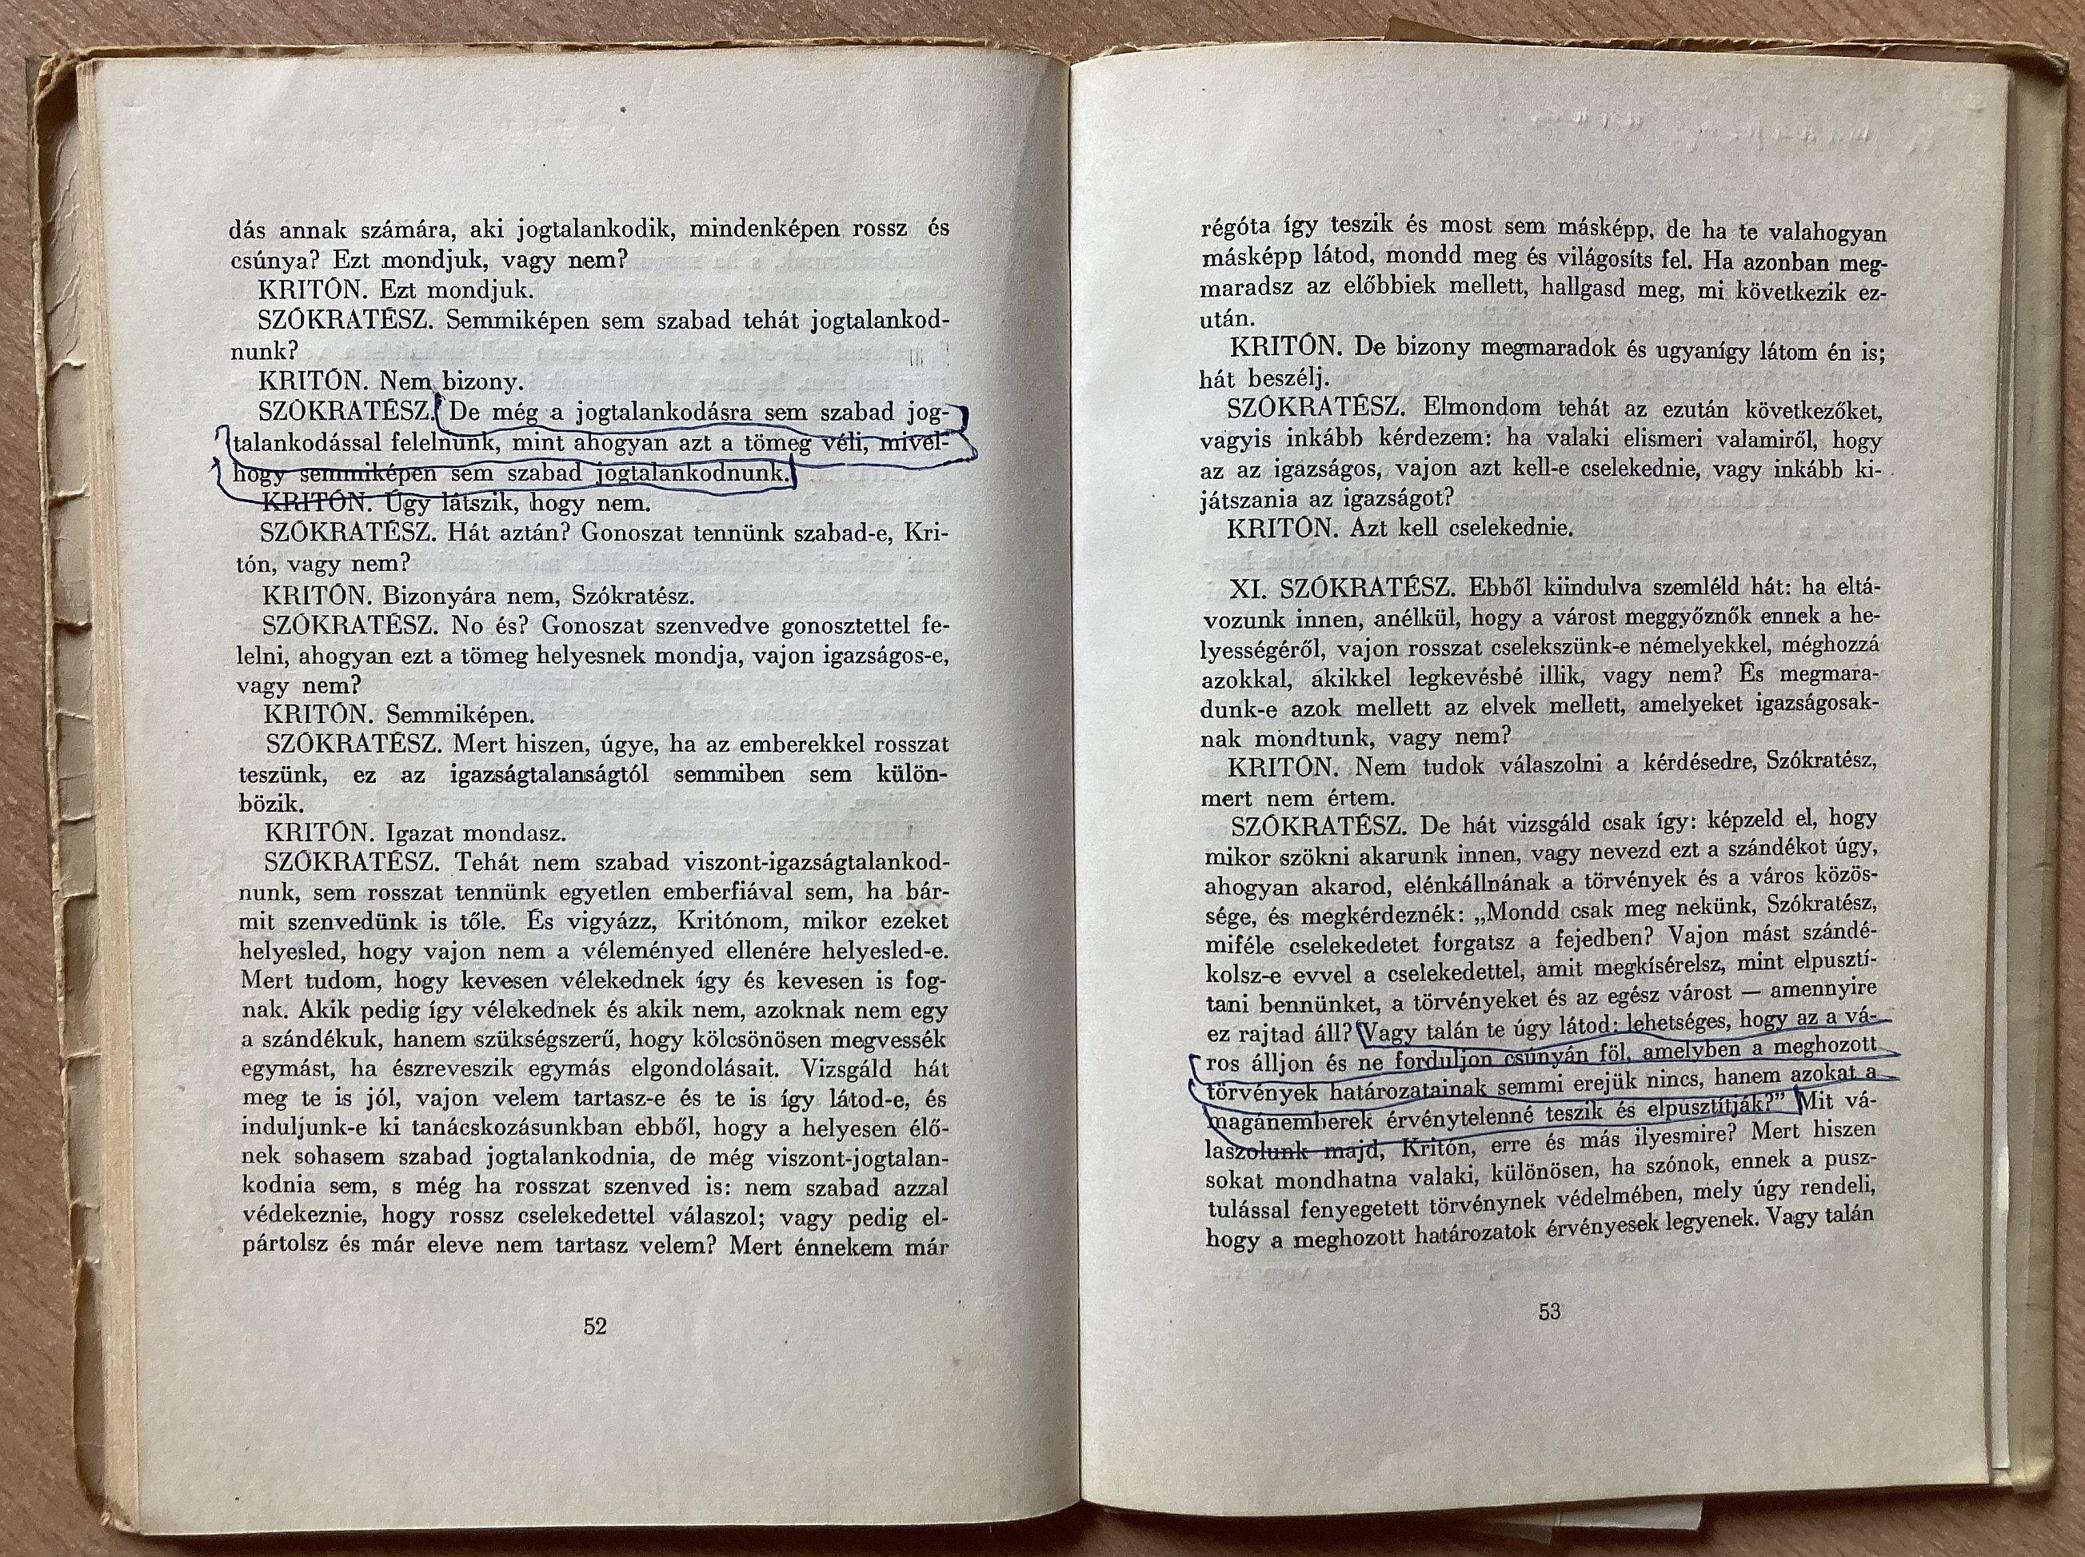 dás annak számára, aki jogtalankodik, mindenképen rossz és
csúnya? Ezt mondjuk, vagy nem?
KRITÓN. Ezt mondjuk.
SZÓKRATÉSZ. Semmiképen sem szabad tehát jogtalankod-
nunk?
KRITÓN. Nem bizony.
SZÓKRATÉSZ. De még a jogtalankodásra sem szabad jog-
talankodással felelnünk, mint ahogyan azt a tömeg véli, mivel-
hogy semmiképen sem szabad jogtalankodnunk.
KRITÓN. Úgy látszik, hogy nem.
SZÓKRATÉSZ. Hát aztán? Gonoszat tennünk szabad-e, Kri-
tón, vagy nem?
KRITÓN. Bizonyára nem, Szókratész.
SZÓKRATÉSZ. No és? Gonoszat szenvedve gonosztettel fe-
lelni, ahogyan ezt a tömeg helyesnek mondja, vajon igazságos-e,
vagy nem?
KRITÓN. Semmiképen.
SZÓKRATÉSZ. Mert hiszen, úgye, ha az emberekkel rosszat
teszünk, ez az igazságtalanságtól semmiben sem külön-
bözik.
KRITÓN. Igazat mondasz.
SZÓKRATÉSZ. Tehát nem szabad viszont-igazságtalankod-
nunk, sem rosszat tennünk egyetlen emberfiával sem, ha bár-
mit szenvedünk is tőle. És vigyázz, Kritónom, mikor ezeket
helyesled, hogy vajon nem a véleményed ellenére helyesled-e.
Mert tudom, hogy kevesen vélekednek így és kevesen is fog-
nak. Akik pedig így vélekednek és akik nem, azoknak nem egy
a szándékuk, hanem szükségszerű, hogy kölcsönösen megvessék
egymást, ha észreveszik egymás elgondolásait. Vizsgáld hát
meg te is jól, vajon velem tartasz-e és te is így látod-e, és
induljunk-e ki tanácskozásunkban ebből, hogy a helyesen élő-
nek sohasem szabad jogtalankodnia, de még viszont-jogtalan-
kodnia sem, s még ha rosszat szenved is: nem szabad azzal
védekeznie, hogy rossz cselekedettel válaszol; vagy pedig el-
pártolsz és már eleve nem tartasz velem? Mert énnekem már
52
régóta így teszik és most sem másképp, de ha te valahogyan
másképp látod, mondd meg és világosíts fel. Ha azonban meg-
maradsz az előbbiek mellett, hallgasd meg, mi következik ez-
után.
KRITÓN. De bizony megmaradok és ugyanígy látom én is;
hát beszélj.
SZÓKRATÉSZ. Elmondom tehát az ezután következőket,
vagyis inkább kérdezem: ha valaki elismeri valamiről, hogy
az az igazságos, vajon azt kell-e cselekednie, vagy inkább ki-
játszania az igazságot?
KRITÓN. Azt kell cselekednie.
XI. SZÓKRATÉSZ. Ebből kiindulva szemléld hát: ha eltá-
vozunk innen, anélkül, hogy a várost meggyőznők ennek a he-
lyességéről, vajon rosszat cselekszünk-e némelyekkel, méghozzá
azokkal, akikkel legkevésbé illik, vagy nem? És megmara-
dunk-e azok mellett az elvek mellett, amelyeket igazságosak-
nak mondtunk, vagy nem?
KRITÓN. Nem tudok válaszolni a kérdésedre, Szókratész,
mert nem értem.
SZÓKRATÉSZ. De hát vizsgáld csak így: képzeld el, hogy
mikor szökni akarunk innen, vagy nevezd ezt a szándékot úgy,
ahogyan akarod, elénkállnának a törvények és a város közös-
sége, és megkérdeznék: „Mondd csak meg nekünk, Szókratész,
miféle cselekedetet forgatsz a fejedben? Vajon mást szándé-
kolsz-e evvel a cselekedettel, amit megkísérelsz, mint elpusztí-
tani bennünket, a törvényeket és az egész várost — amennyire
ez rajtad áll? Vagy talán te úgy látod: lehetséges, hogy az a vá-
ros álljon és ne forduljon csúnyán föl, amelyben a meghozott
törvények határozatainak semmi erejük nincs, hanem azokat a
magánemberek érvénytelenné teszik és elpusztítják?” Mit vá-
laszolunk majd, Kritón, erre és más ilyesmire? Mert hiszen
sokat mondhatna valaki, különösen, ha szónok, ennek a pusz-
tulással fenyegetett törvénynek védelmében, mely úgy rendeli,
hogy a meghozott határozatok érvényesek legyenek. Vagy talán
53